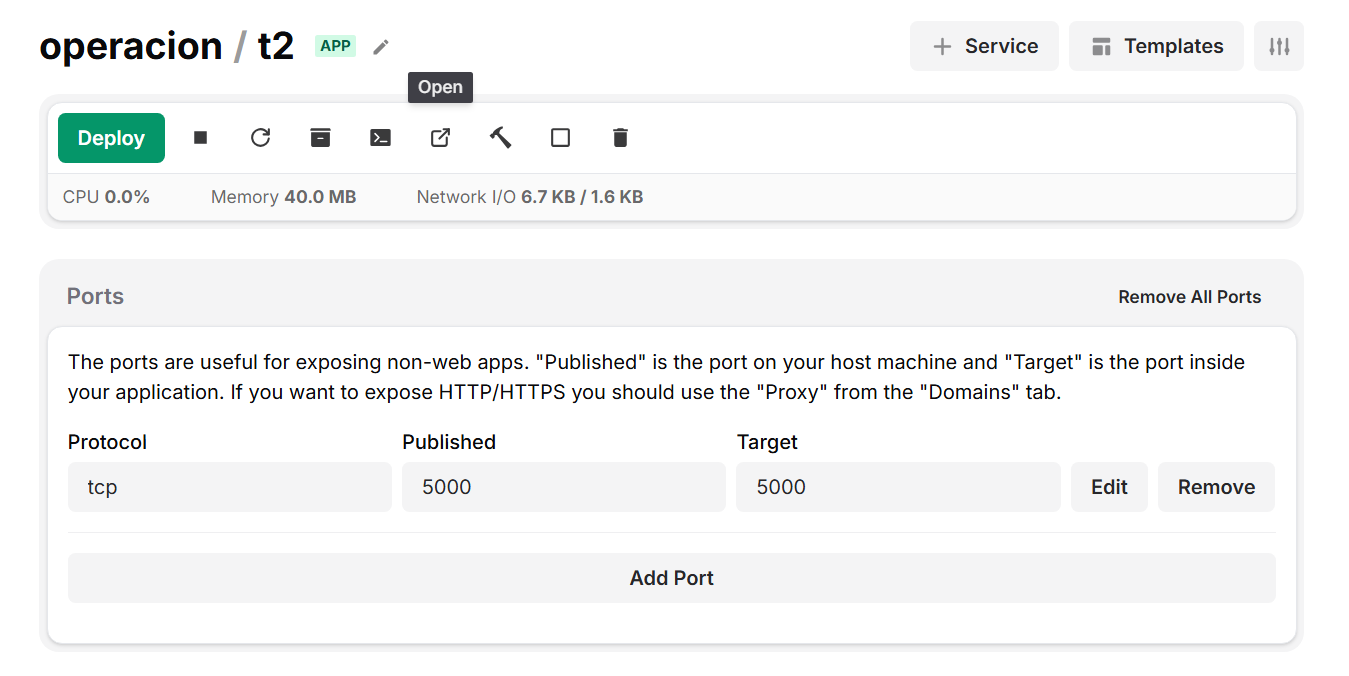 operacion / t2 APP
Service
Templates
Open
Deploy
CPU 0.0% Memory 40.0 MB Network I/O 6.7 KB / 1.6 KB
Ports
Remove All Ports
The ports are useful for exposing non-web apps. "Published" is the port on your host machine and "Target" is the port inside
your application. If you want to expose HTTP/HTTPS you should use the "Proxy" from the "Domains" tab.
Protocol Published Target
tcp 5000 5000 Edit Remove
Add Port